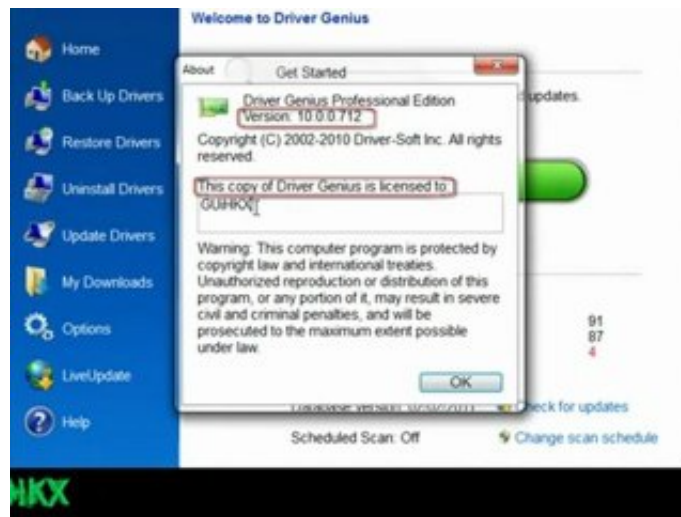 Welcome to Driver Genius
Home
Back Up Drivers
Restore Drivers
Uninstall Drivers
Update Drivers
My Downloads
Options
LiveUpdate
Help
About
Get Started
Driver Genius Professional Edition
Version: 10.0.0.712
Copyright (C) 2002-2010 Driver-Soft Inc. All rights
reserved.
This copy of Driver Genius is licensed to:
Warning: This computer program is protected by
copyright law and international treaties.
Unauthorized reproduction or distribution of this
program, or any portion of it, may result in severe
civil and criminal penalties, and will be
prosecuted to the maximum extent possible
under law.
OK
updates.
91
87
4
Database Version: 02/02/2011
Check for updates
Scheduled Scan: Off
Change scan schedule